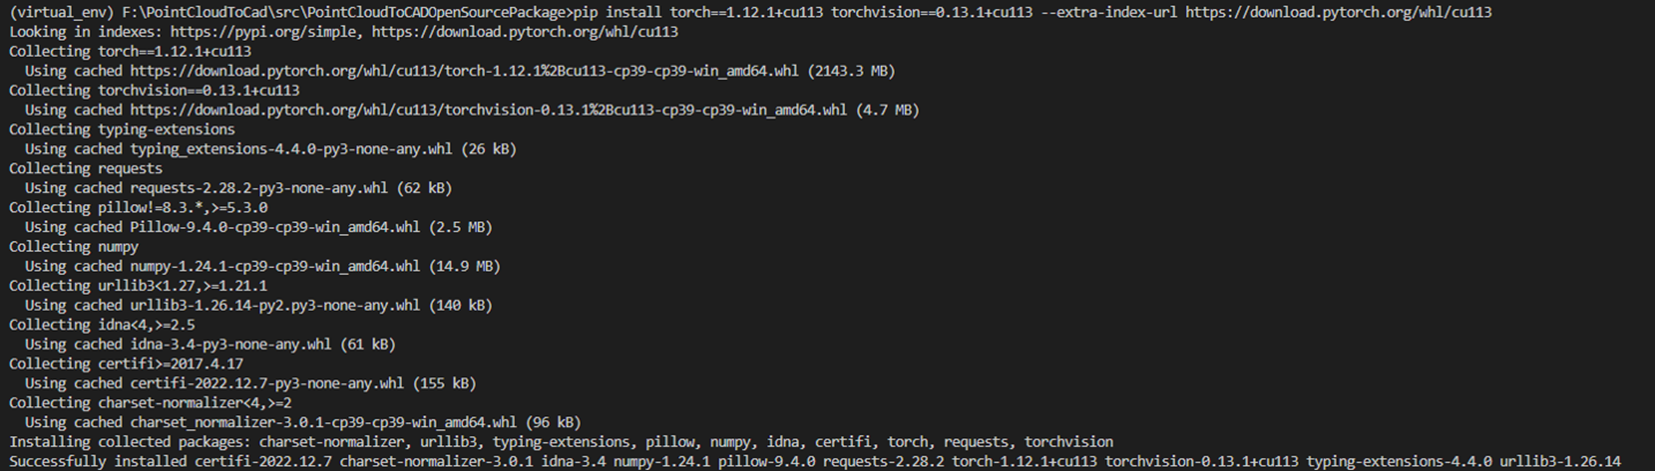 (virtual_env) F:\PointCloudToCad\src\PointCloudToCADOpenSourcePackage>pip install torch==1.12.1+cu113 torchvision==0.13.1+cu113 --extra-index-url https://download.pytorch.org/whl/cu113
Looking in indexes: https://pypi.org/simple, https://download.pytorch.org/whl/cu113
Collecting torch==1.12.1+cu113
  Using cached https://download.pytorch.org/whl/cu113/torch-1.12.1%2Bcu113-cp39-cp39-win_amd64.whl (2143.3 MB)
Collecting torchvision==0.13.1+cu113
  Using cached https://download.pytorch.org/whl/cu113/torchvision-0.13.1%2Bcu113-cp39-cp39-win_amd64.whl (4.7 MB)
Collecting typing-extensions
  Using cached typing_extensions-4.4.0-py3-none-any.whl (26 kB)
Collecting requests
  Using cached requests-2.28.2-py3-none-any.whl (62 kB)
Collecting pillow!=8.3.*,>=5.3.0
  Using cached Pillow-9.4.0-cp39-cp39-win_amd64.whl (2.5 MB)
Collecting numpy
  Using cached numpy-1.24.1-cp39-cp39-win_amd64.whl (14.9 MB)
Collecting urllib3<1.27,>=1.21.1
  Using cached urllib3-1.26.14-py2.py3-none-any.whl (140 kB)
Collecting idna<4,>=2.5
  Using cached idna-3.4-py3-none-any.whl (61 kB)
Collecting certifi>=2017.4.17
  Using cached certifi-2022.12.7-py3-none-any.whl (155 kB)
Collecting charset-normalizer<4,>=2
  Using cached charset_normalizer-3.0.1-cp39-cp39-win_amd64.whl (96 kB)
Installing collected packages: charset-normalizer, urllib3, typing-extensions, pillow, numpy, idna, certifi, torch, requests, torchvision
Successfully installed certifi-2022.12.7 charset-normalizer-3.0.1 idna-3.4 numpy-1.24.1 pillow-9.4.0 requests-2.28.2 torch-1.12.1+cu113 torchvision-0.13.1+cu113 typing-extensions-4.4.0 urllib3-1.26.14